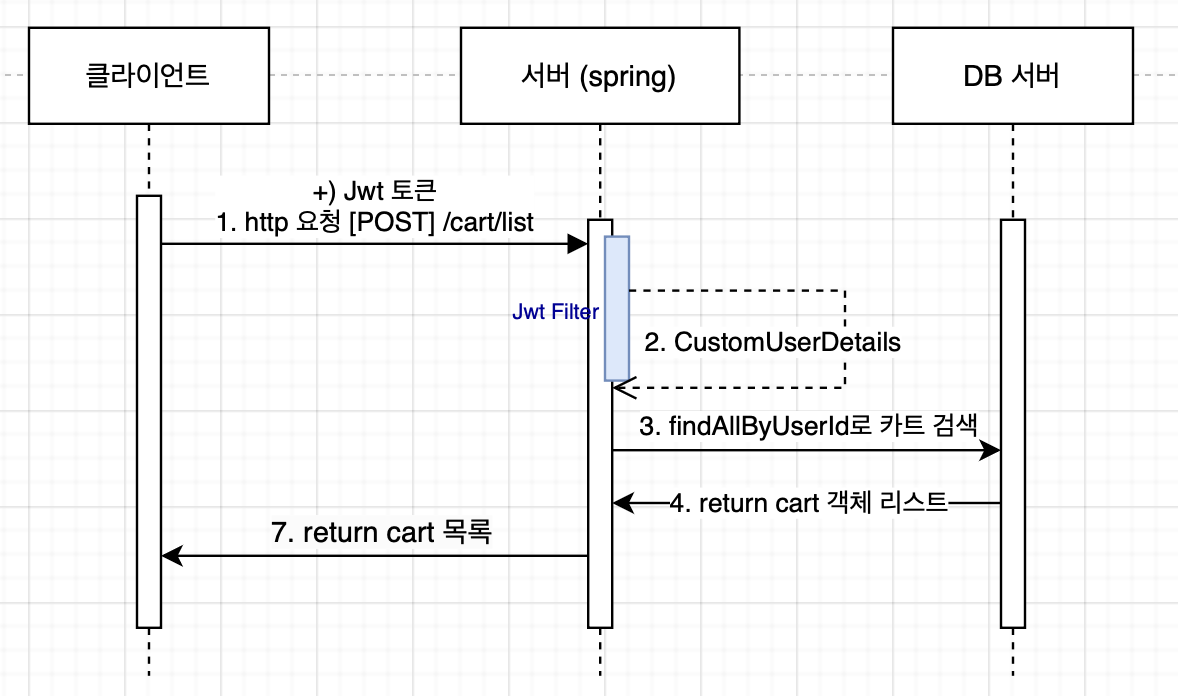 클라이언트
서버 (spring)
DB 서버
+) Jwt 토큰
1. http 요청 [POST] /cart/list
Jwt Filter
2. CustomUserDetails
3. findAllByUserId로 카트 검색
4. return cart 객체 리스트
7. return cart 목록